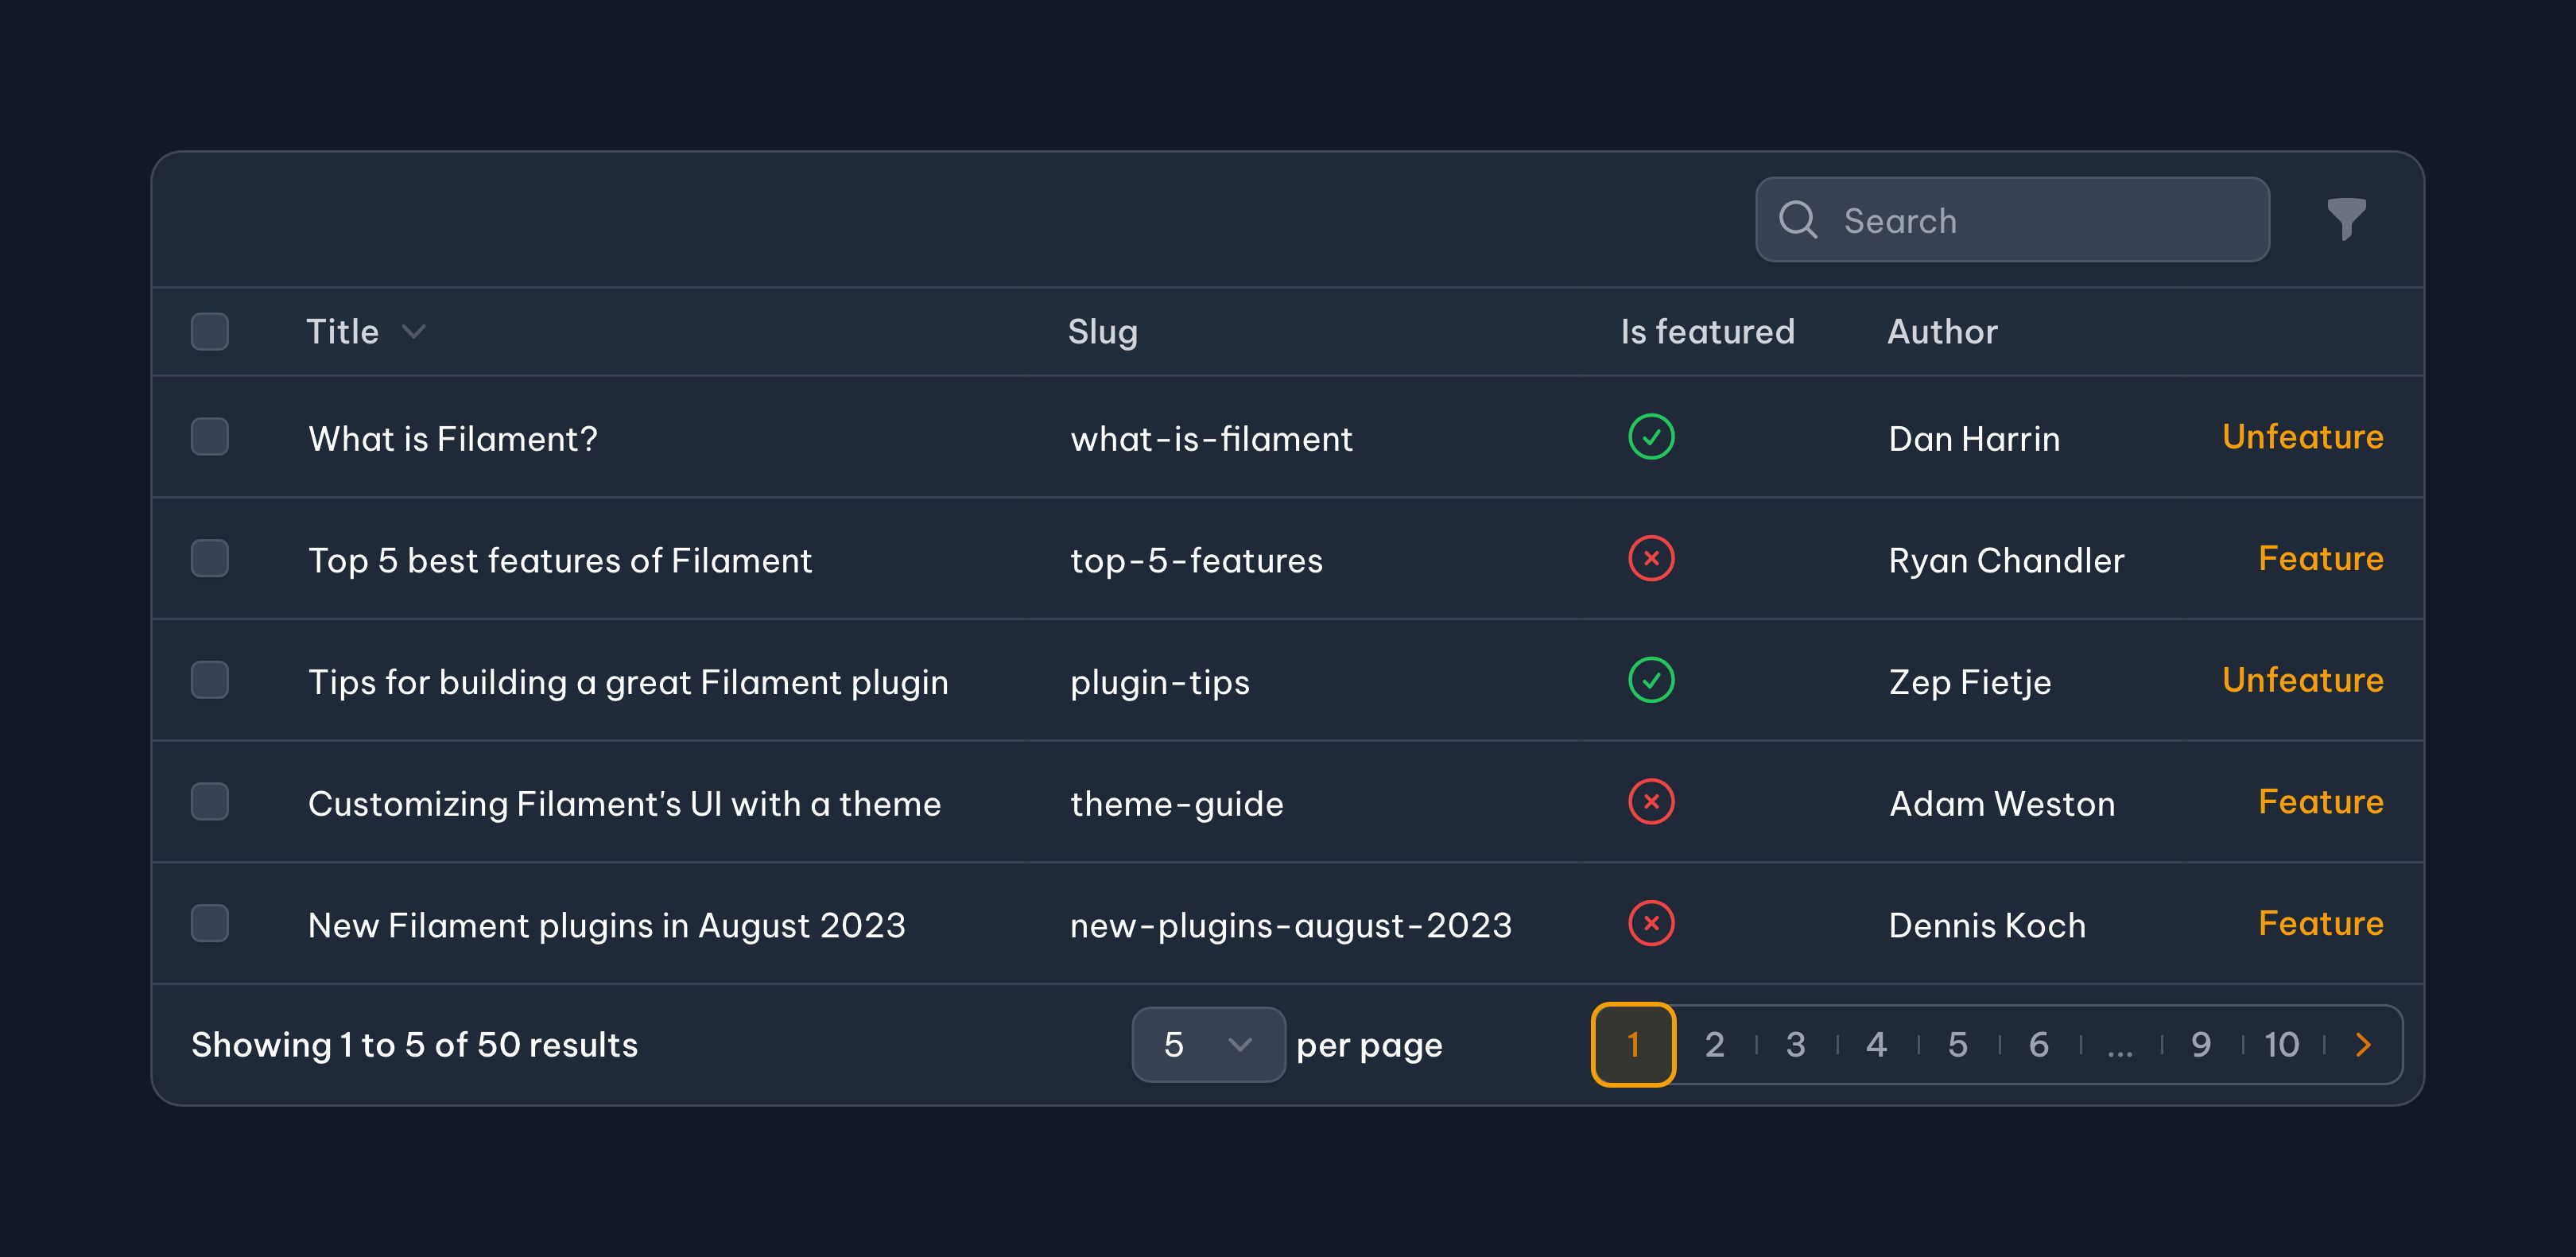 Search
Title Slug Is featured Author
What is Filament? what-is-filament Dan Harrin Unfeature
Top 5 best features of Filament top-5-features Ryan Chandler Feature
Tips for building a great Filament plugin plugin-tips Zep Fietje Unfeature
Customizing Filament's UI with a theme theme-guide Adam Weston Feature
New Filament plugins in August 2023 new-plugins-august-2023 Dennis Koch Feature
Showing 1 to 5 of 50 results 5 per page 1 2 3 4 5 6 ... 9 10